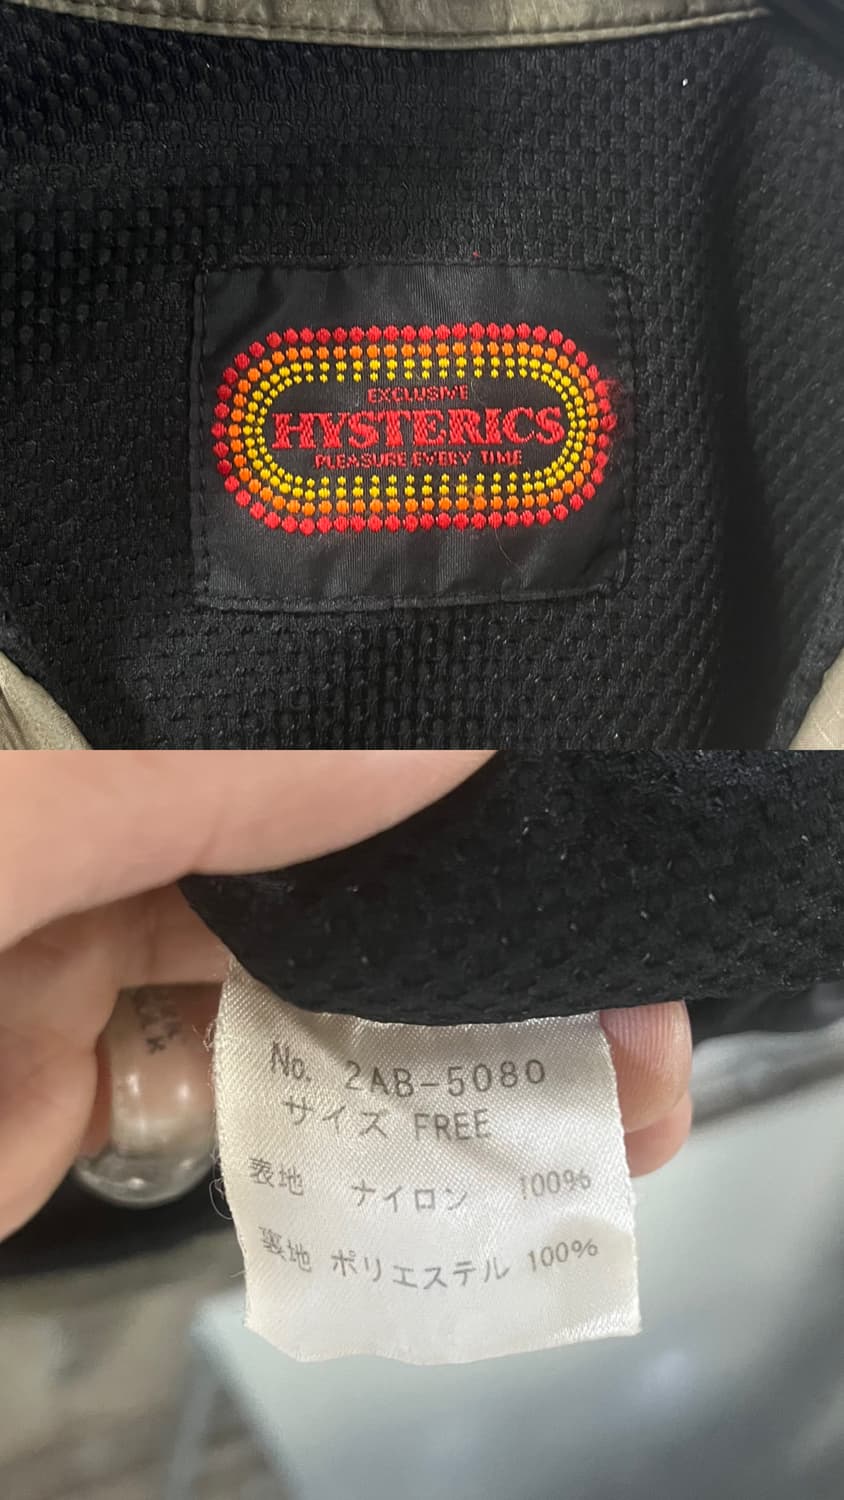 EXCLUSIVE
HYSTERICS
PLEASURE EVERY TIME
No. 2AB-5080
サイズ FREE
表地 ナイロン 100%
裏地 ポリエステル 100%